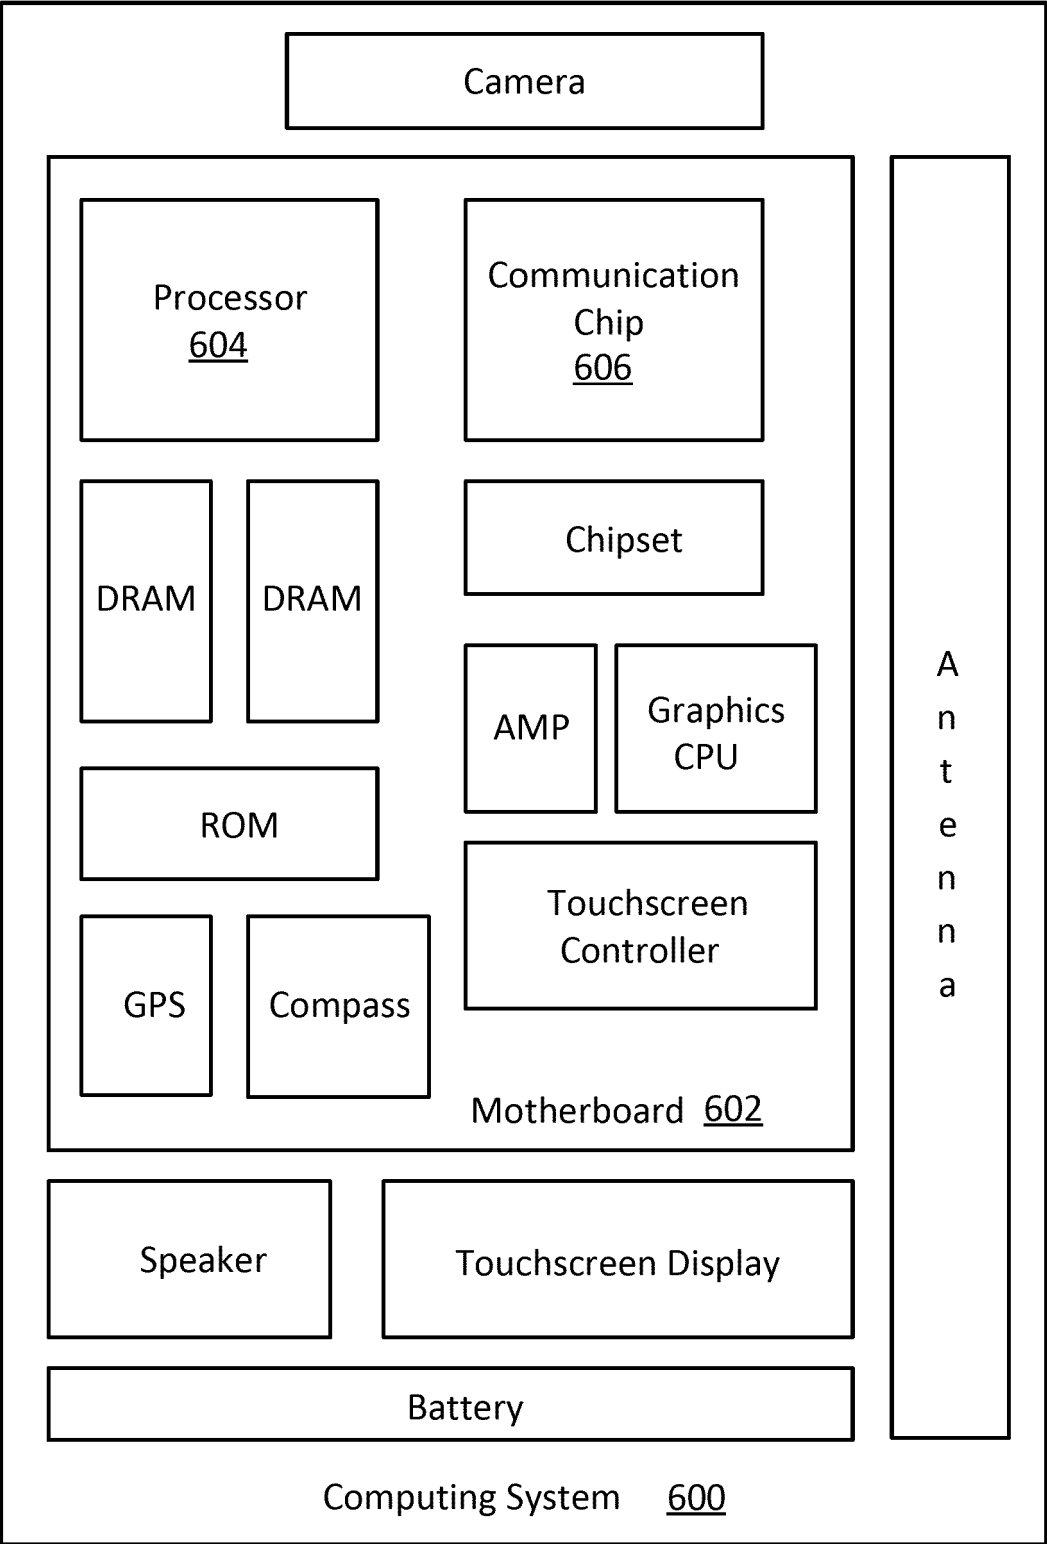 Camera
Processor
604
Communication
Chip
606
DRAM
DRAM
Chipset
AMP
Graphics
CPU
ROM
Touchscreen
Controller
GPS
Compass
Motherboard 602
Antenna
Speaker
Touchscreen Display
Battery
Computing System 600